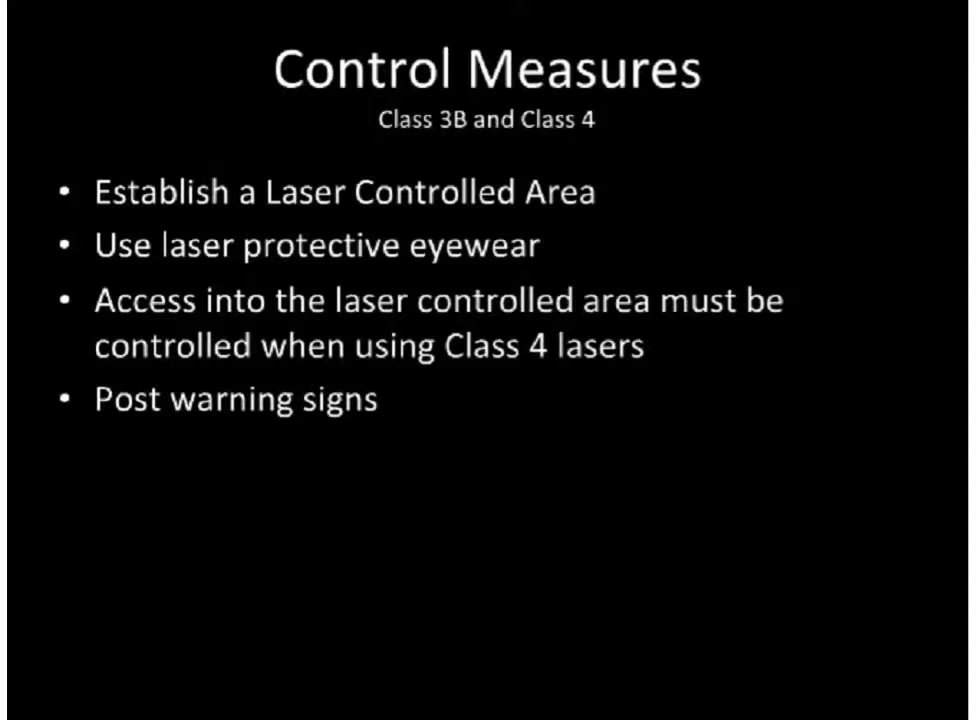 Control Measures
Class 3B and Class 4
• Establish a Laser Controlled Area
• Use laser protective eyewear
• Access into the laser controlled area must be
controlled when using Class 4 lasers
• Post warning signs